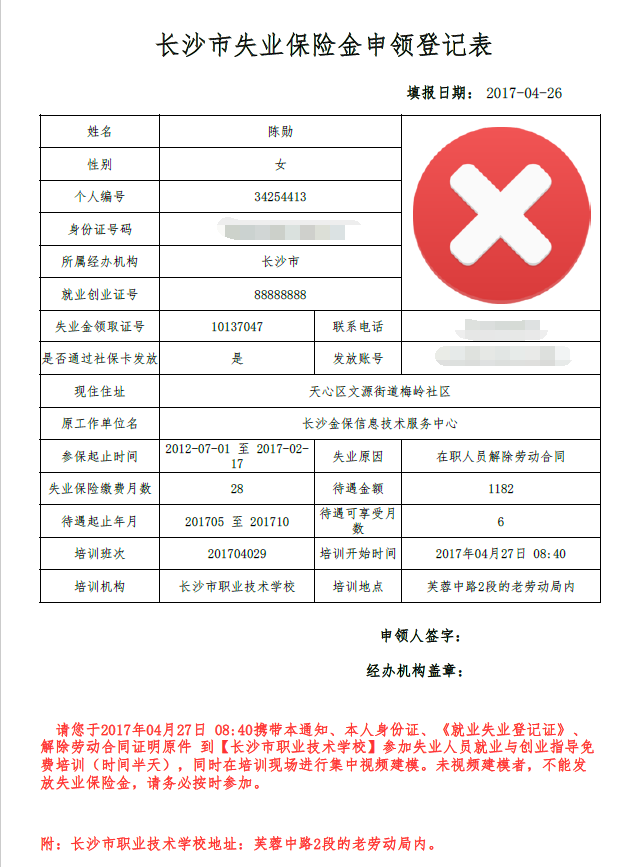 长沙市失业保险金申领登记表
填报日期： 2017-04-26
姓名 陈勋
性别 女
个人编号 34254413
身份证号码
所属经办机构 长沙市
就业创业证号 88888888
失业金领取证号 10137047 联系电话
是否通过社保卡发放 是 发放账号
现住住址 天心区文源街道梅岭社区
原工作单位名 长沙金保信息技术服务中心
参保起止时间 2012-07-01 至 2017-02-
17 失业原因 在职人员解除劳动合同
失业保险缴费月数 28 待遇金额 1182
待遇起止年月 201705 至 201710 待遇可享受月
数 6
培训班次 201704029 培训开始时间 2017年04月27日 08:40
培训机构 长沙市职业技术学校 培训地点 芙蓉中路2段的老劳动局内
申领人签字：
经办机构盖章：
请您于2017年04月27日 08:40携带本通知、本人身份证、《就业失业登记证》、
解除劳动合同证明原件 到【长沙市职业技术学校】参加失业人员就业与创业指导免
费培训（时间半天），同时在培训现场进行集中视频建模。未视频建模者，不能发
放失业保险金，请务必按时参加。
附：长沙市职业技术学校地址：芙蓉中路2段的老劳动局内。